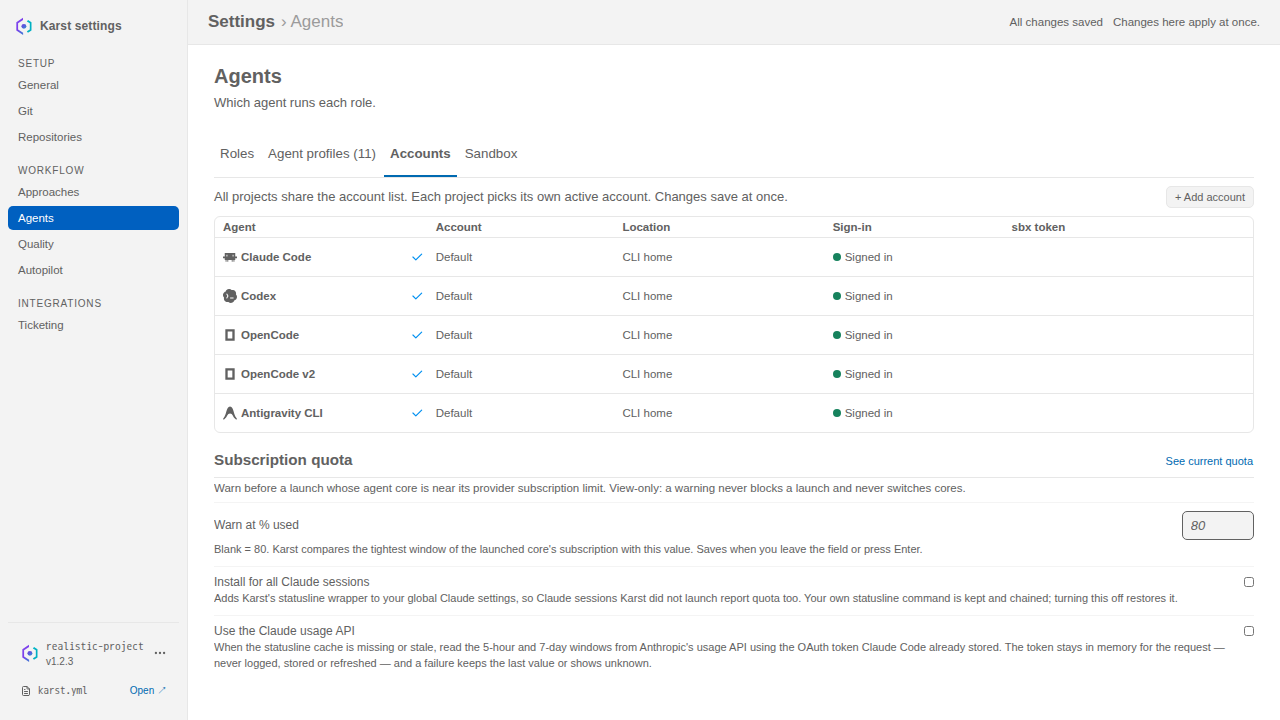 Karst settings
SETUP
General
Git
Repositories
WORKFLOW
Approaches
Agents
Quality
Autopilot
INTEGRATIONS
Ticketing
realistic-project
v1.2.3
karst.yml
Open ↗
Settings › Agents
All changes saved Changes here apply at once.
Agents
Which agent runs each role.
Roles Agent profiles (11) Accounts Sandbox
All projects share the account list. Each project picks its own active account. Changes save at once.
+ Add account
Agent Account Location Sign-in sbx token
Claude Code Default CLI home Signed in
Codex Default CLI home Signed in
OpenCode Default CLI home Signed in
OpenCode v2 Default CLI home Signed in
Antigravity CLI Default CLI home Signed in
Subscription quota
See current quota
Warn before a launch whose agent core is near its provider subscription limit. View-only: a warning never blocks a launch and never switches cores.
Warn at % used
80
Blank = 80. Karst compares the tightest window of the launched core's subscription with this value. Saves when you leave the field or press Enter.
Install for all Claude sessions
Adds Karst's statusline wrapper to your global Claude settings, so Claude sessions Karst did not launch report quota too. Your own statusline command is kept and chained; turning this off restores it.
Use the Claude usage API
When the statusline cache is missing or stale, read the 5-hour and 7-day windows from Anthropic's usage API using the OAuth token Claude Code already stored. The token stays in memory for the request —
never logged, stored or refreshed — and a failure keeps the last value or shows unknown.